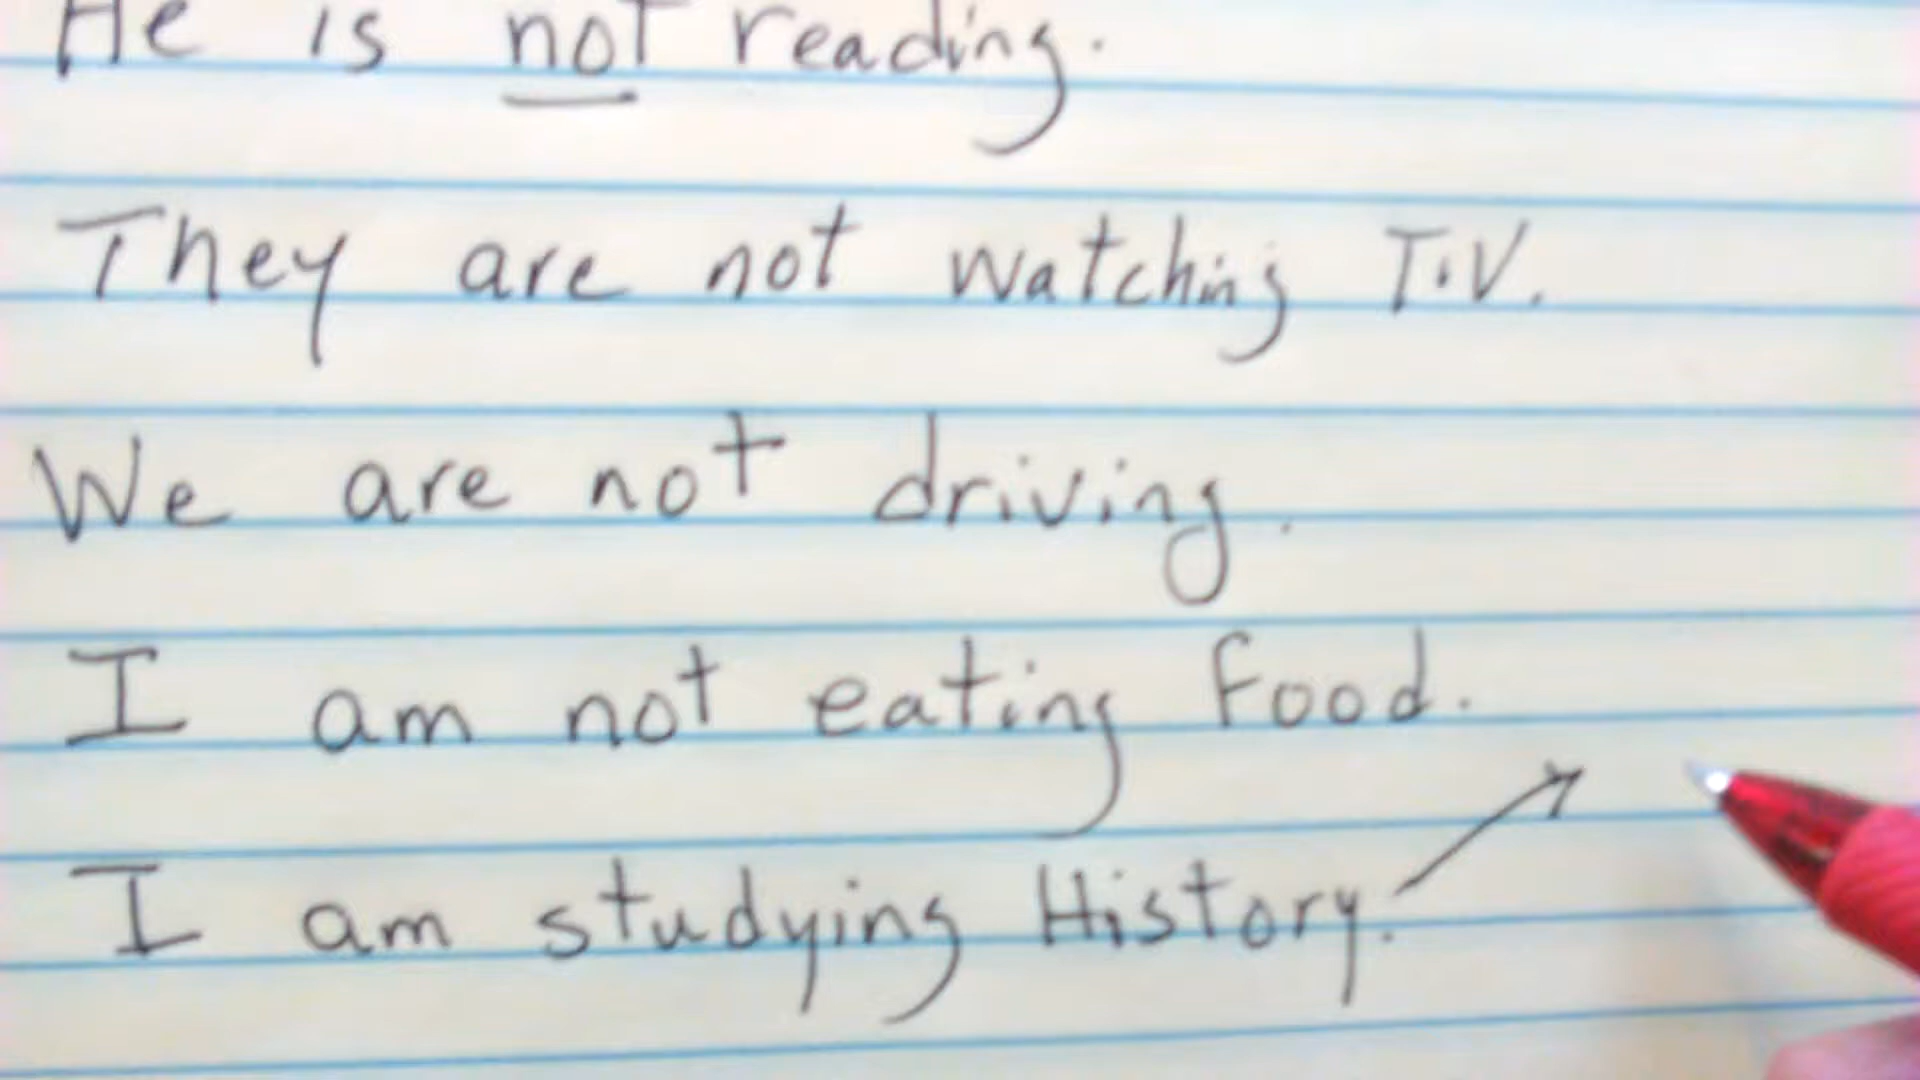 He is not reading.
They are not watching T.V.
We are not driving.
I am not eating food.
I am studying History.